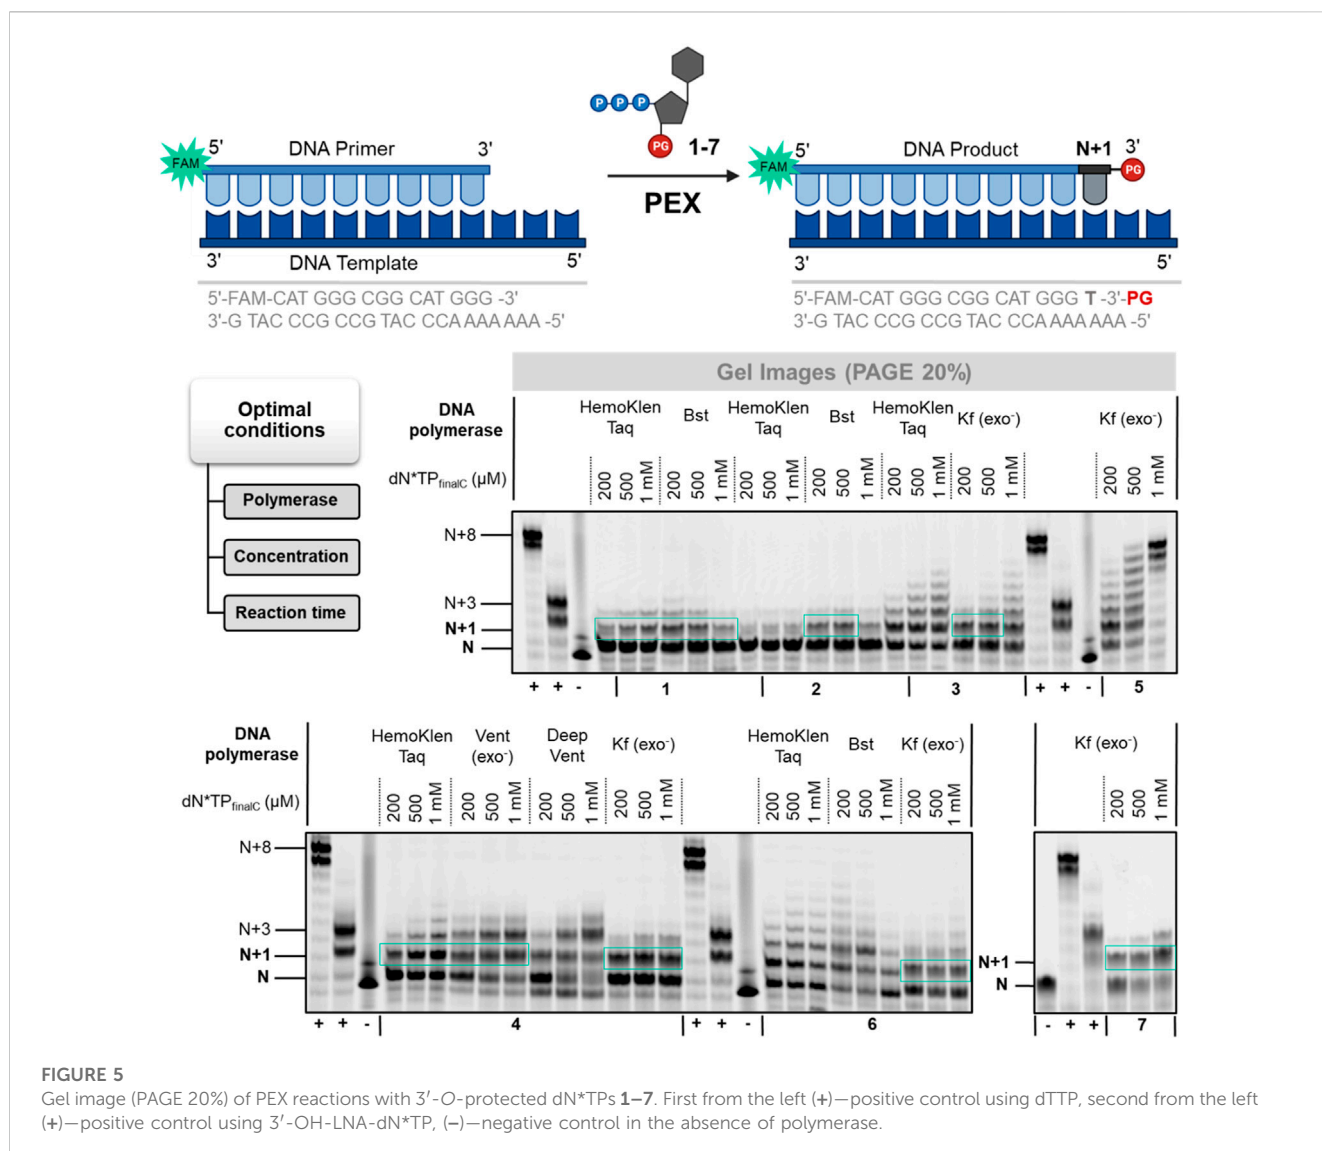 P P P
PG 1-7
FAM 5' DNA Primer 3'
PEX
FAM 5' DNA Product N+1 3'
PG
3' DNA Template 5'
3' 5'
5'-FAM-CAT GGG CGG CAT GGG -3'
3'-G TAC CCG CCG TAC CCA AAA AAA -5'
5'-FAM-CAT GGG CGG CAT GGG T -3'-PG
3'-G TAC CCG CCG TAC CCA AAA AAA -5'
Optimal
conditions
Polymerase
Concentration
Reaction time
Gel Images (PAGE 20%)
DNA
polymerase
HemoKlen
Taq
Bst
HemoKlen
Taq
Bst
HemoKlen
Taq
Kf (exo-)
Kf (exo-)
dN*TPfinalC (µM)
200 500 1 mM 200 500 1 mM 200 500 1 mM 200 500 1 mM 200 500 1 mM 200 500 1 mM 200 500 1 mM
N+8
N+3
N+1
N
+ + - 1 2 3 + + - 5
DNA
polymerase
HemoKlen
Taq
Vent
(exo-)
Deep
Vent
Kf (exo-)
HemoKlen
Taq
Bst
Kf (exo-)
Kf (exo-)
dN*TPfinalC (µM)
200 500 1 mM 200 500 1 mM 200 500 1 mM 200 500 1 mM 200 500 1 mM 200 500 1 mM 200 500 1 mM 200 500 1 mM
N+8
N+3
N+1
N
N+1
N
+ + - 4 + + - 6 - + + 7
FIGURE 5
Gel image (PAGE 20%) of PEX reactions with 3′-O-protected dN*TPs 1–7. First from the left (+)—positive control using dTTP, second from the left
(+)—positive control using 3′-OH-LNA-dN*TP, (–)—negative control in the absence of polymerase.